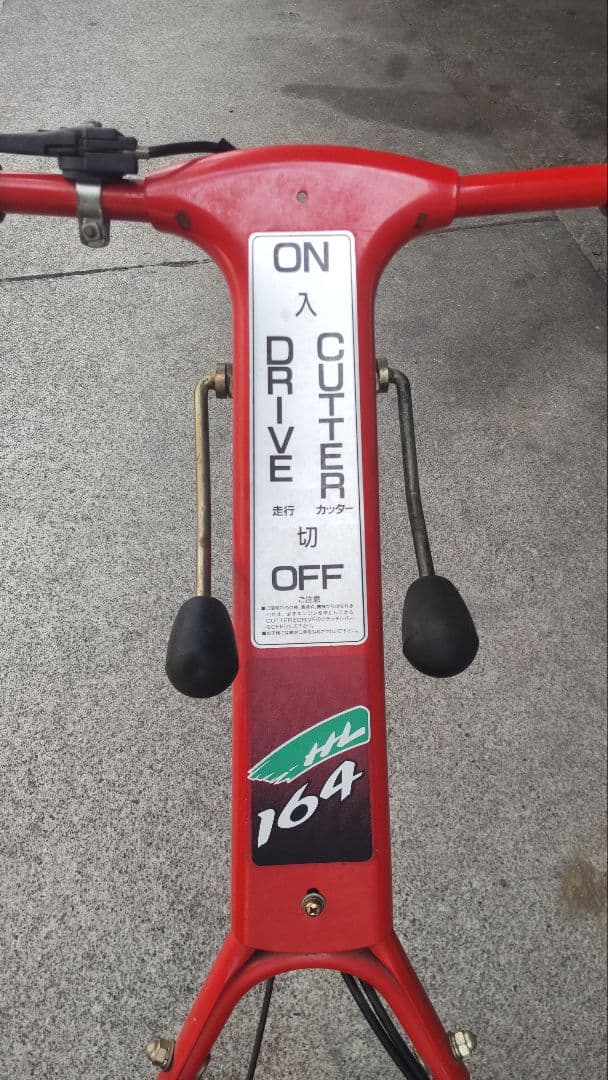 ON
入
DRIVE CUTTER
走行 カッター
切
OFF
ご注意
HL
164